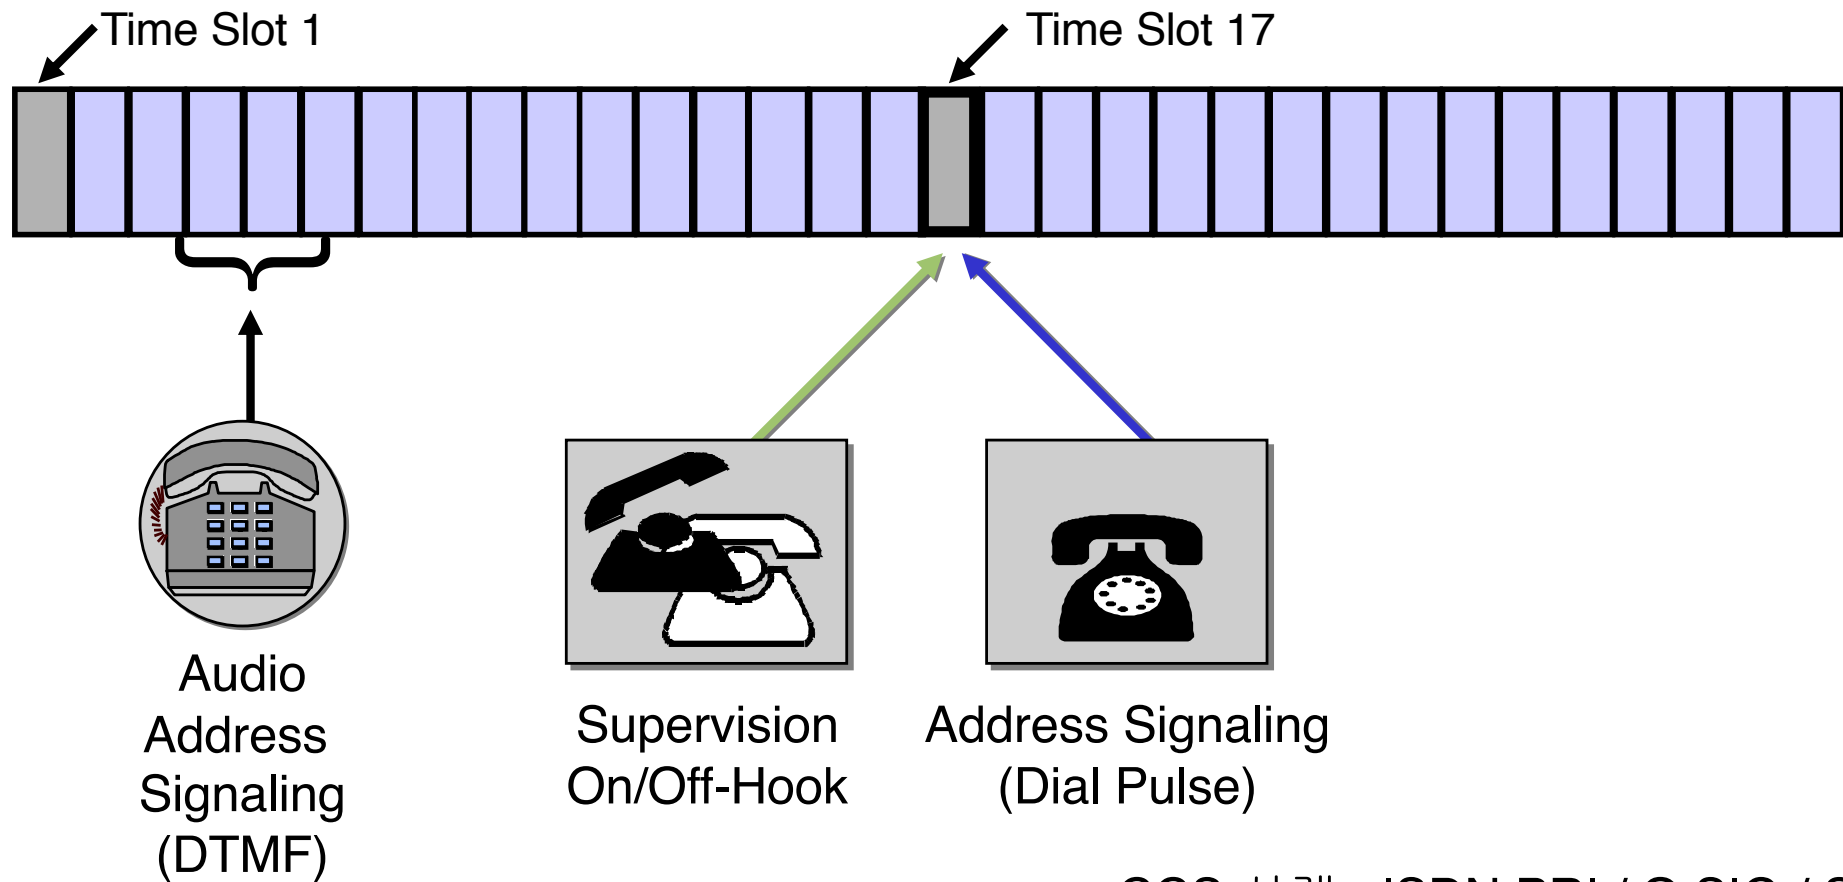 Time Slot 1
Time Slot 17
Audio
Address
Signaling
(DTMF)
Supervision
On/Off-Hook
Address Signaling
(Dial Pulse)